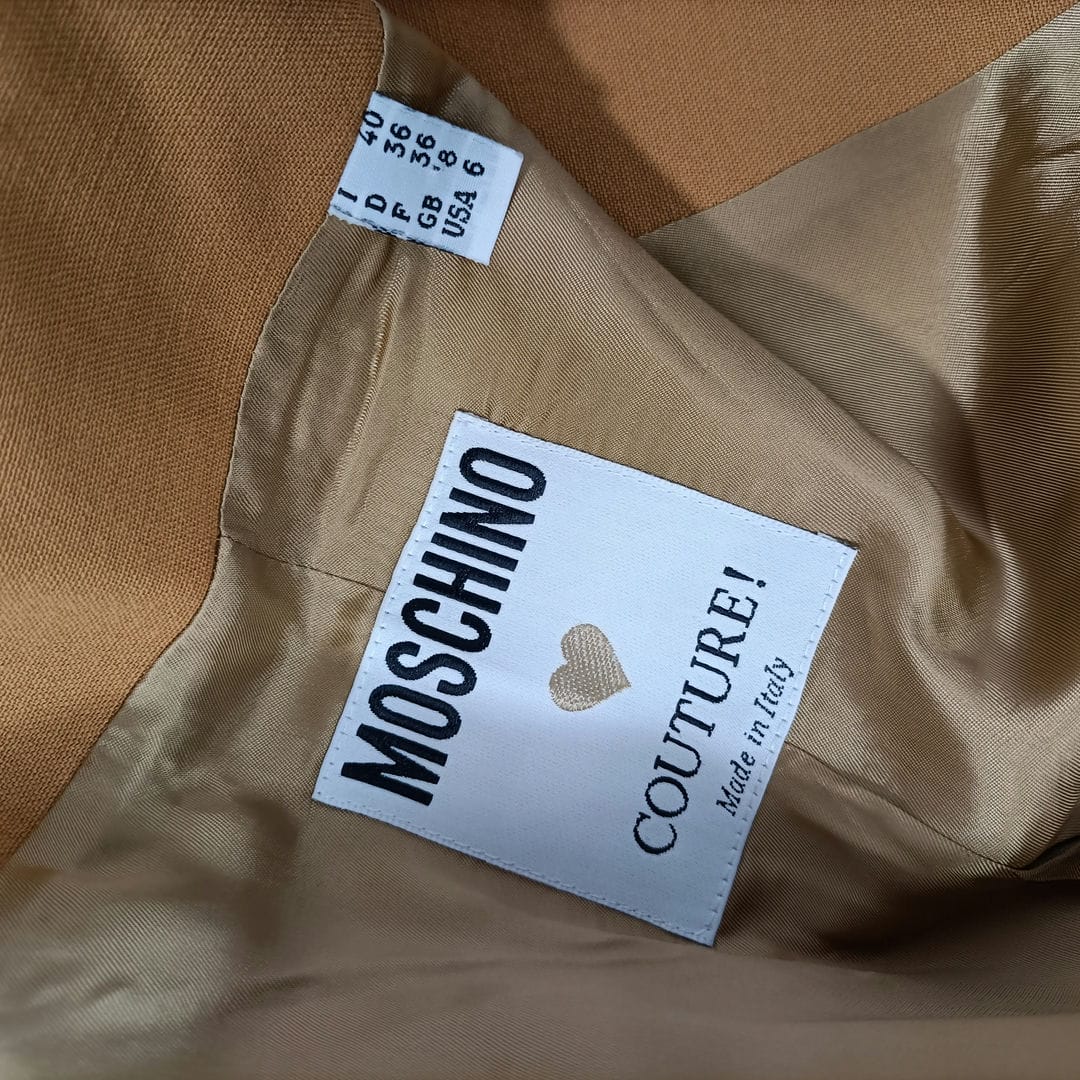 I 40
D 36
F 36
GB 8
USA 6
MOSCHINO
COUTURE!
Made in Italy